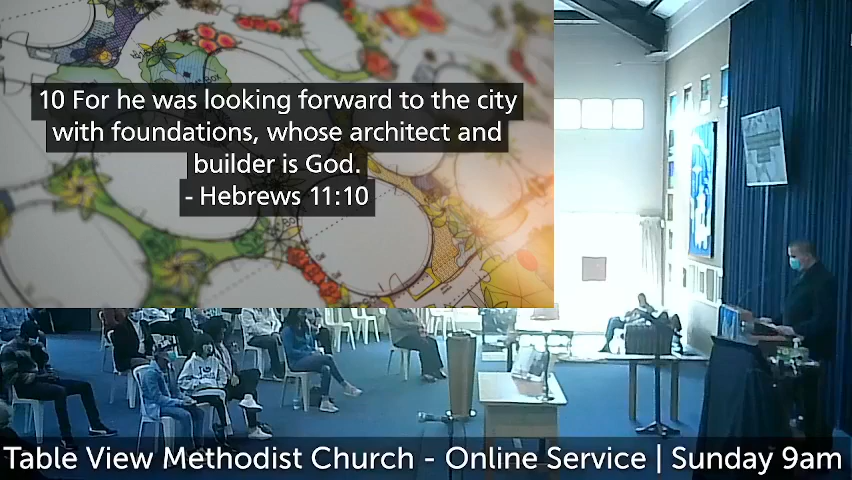 10 For he was looking forward to the city
with foundations, whose architect and
builder is God.
- Hebrews 11:10
Table View Methodist Church - Online Service | Sunday 9am